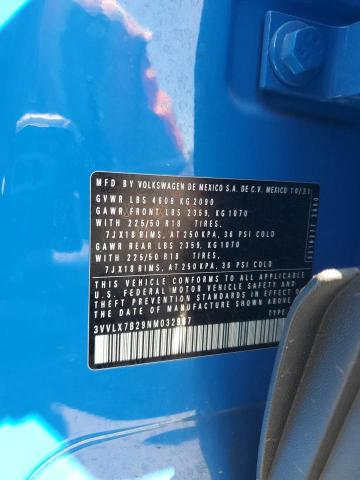 MFD BY VOLKSWAGEN DE MEXICO S.A. DE C.V. MEXICO 10/21
GVWR LBS 4608 KG 2090
GAWR FRONT LBS 2359, KG 1070
WITH 225/50 R18 TIRES,
7JX18 RIMS, AT 250 KPA, 36 PSI COLD
GAWR REAR LBS 2359, KG 1070
WITH 225/50 R18 TIRES,
7JX18 RIMS, AT 250 KPA, 36 PSI COLD
THIS VEHICLE CONFORMS TO ALL APPLICABLE
U.S. FEDERAL MOTOR VEHICLE SAFETY AND
THEFT PREVENTION STANDARDS IN EFFECT ON THE
DATE OF MANUFACTURE SHOWN ABOVE.
TYPE